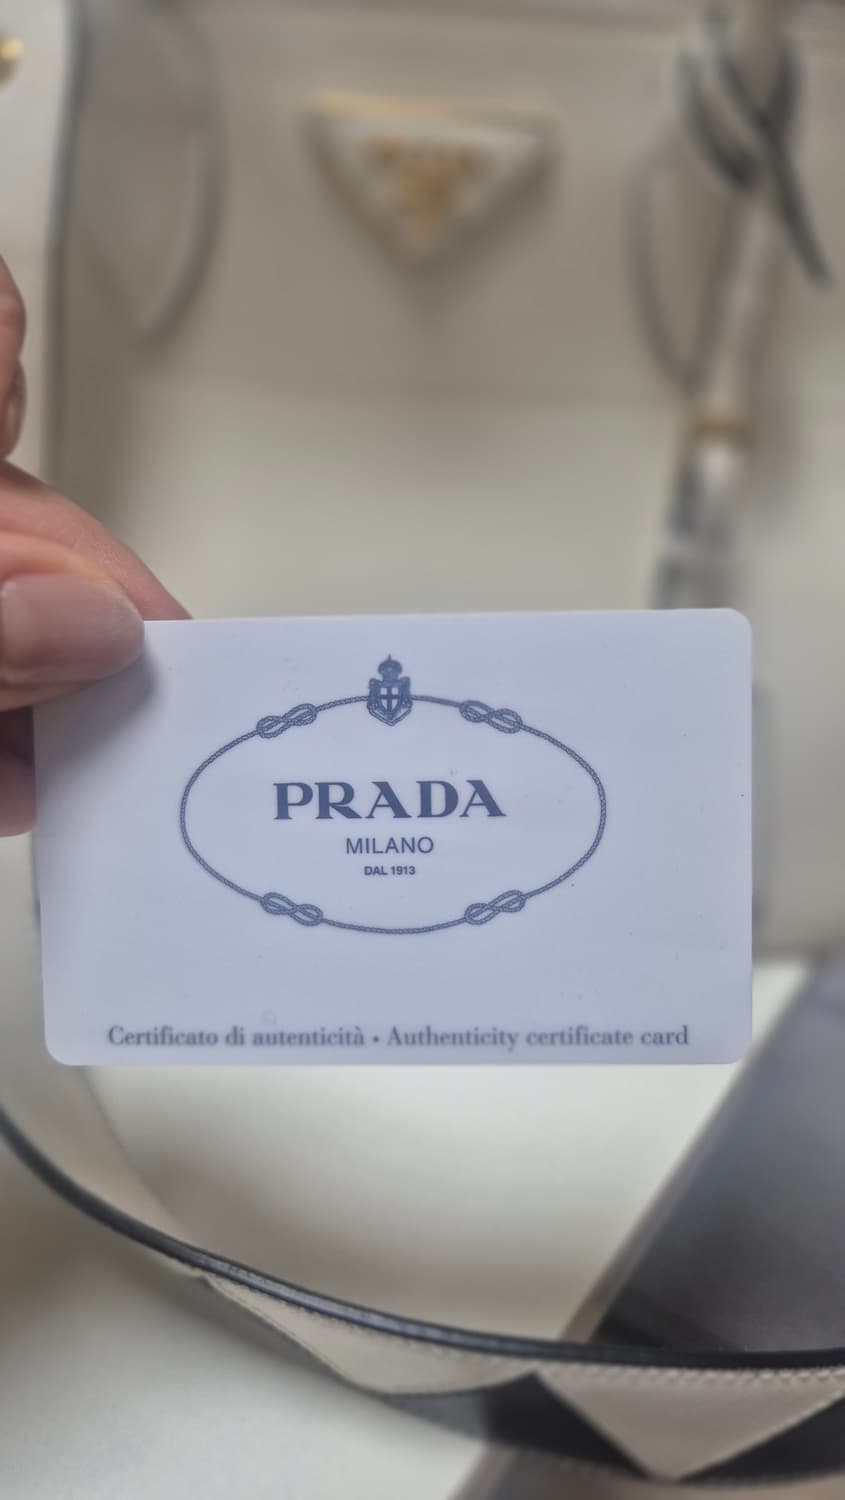 PRADA
MILANO
DAL 1913
Certificato di autenticità • Authenticity certificate card